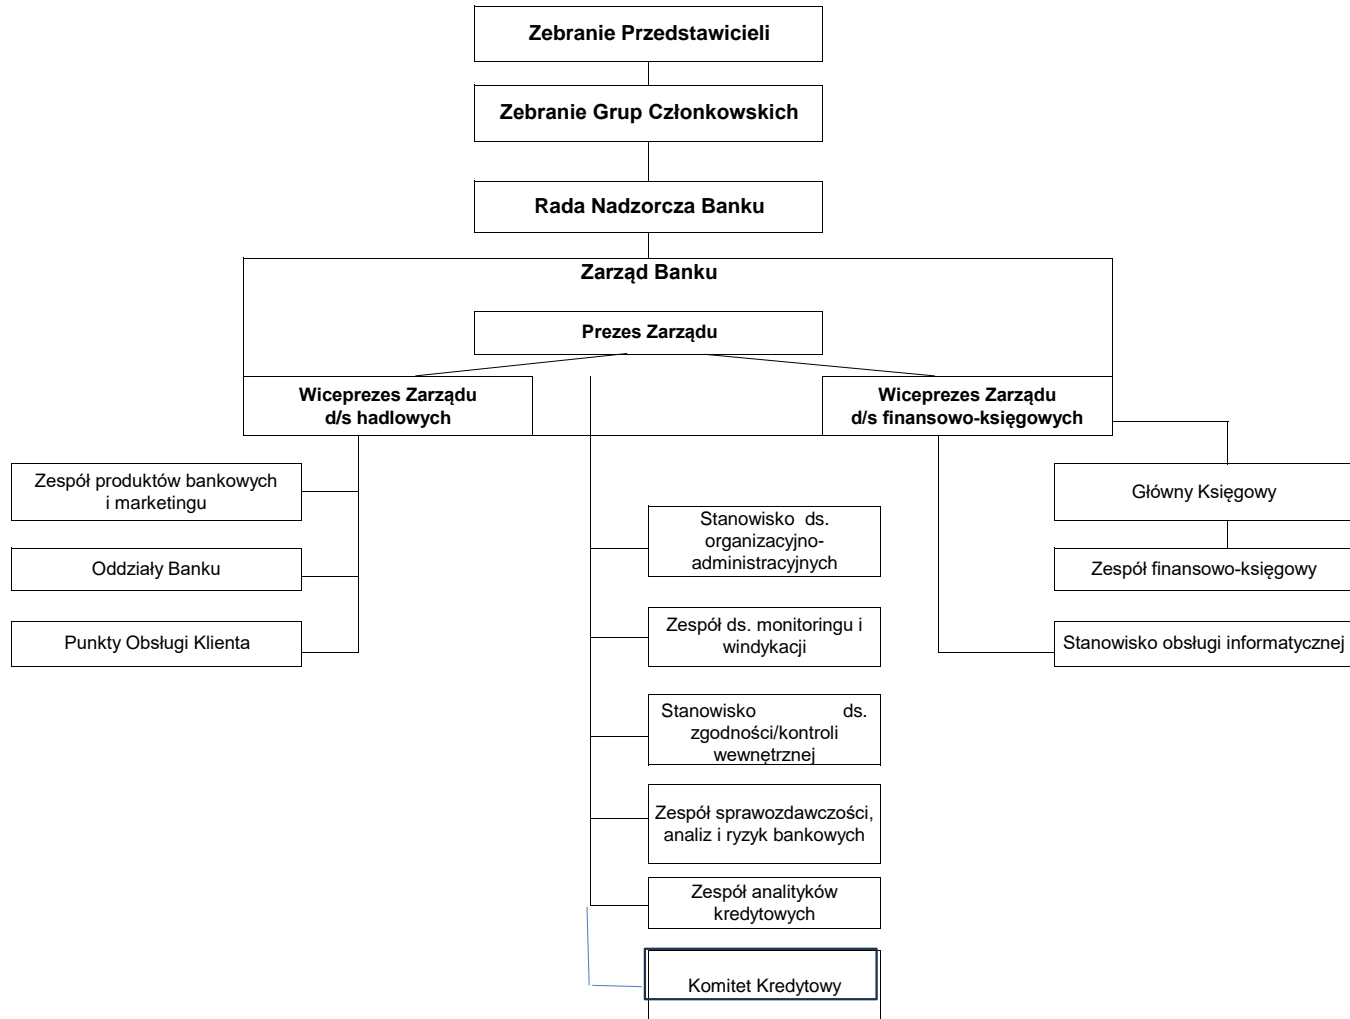 Zebranie Przedstawicieli
Zebranie Grup Członkowskich
Rada Nadzorcza Banku
Zarząd Banku
Prezes Zarządu
Wiceprezes Zarządu
d/s hadlowych
Wiceprezes Zarządu
d/s finansowo-księgowych
Zespół produktów bankowych
i marketingu
Oddziały Banku
Punkty Obsługi Klienta
Stanowisko ds.
organizacyjno-
administracyjnych
Zespół ds. monitoringu i
windykacji
Stanowisko ds.
zgodności/kontroli
wewnętrznej
Zespół sprawozdawczości,
analiz i ryzyk bankowych
Zespół analityków
kredytowych
Komitet Kredytowy
Główny Księgowy
Zespół finansowo-księgowy
Stanowisko obsługi informatycznej